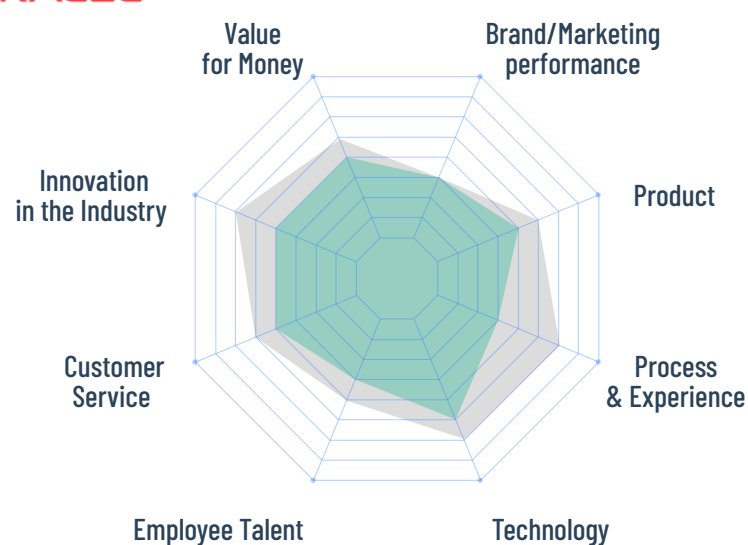 Value
for Money
Brand/Marketing
performance
Innovation
in the Industry
Product
Customer
Service
Process
& Experience
Employee Talent
Technology